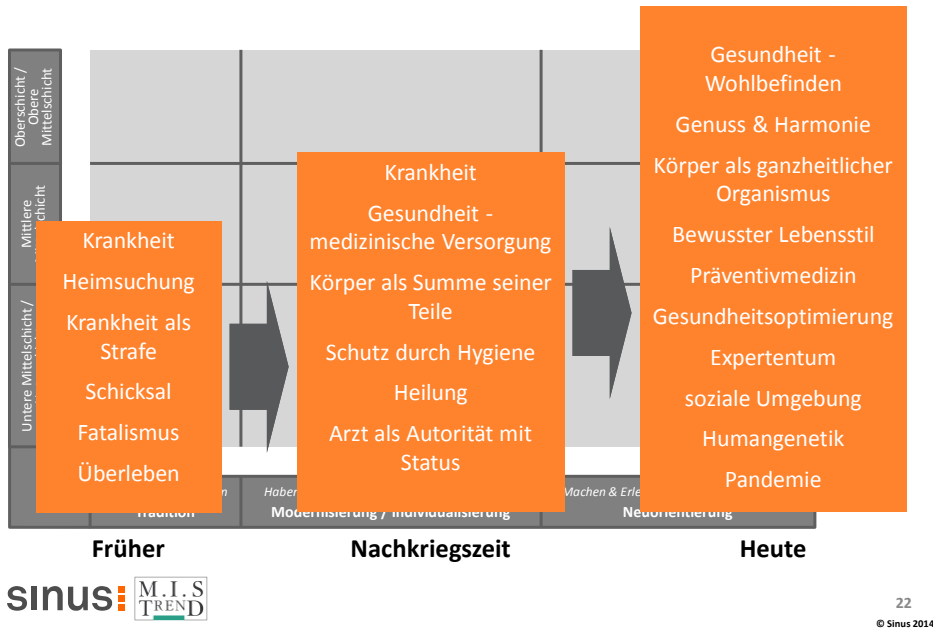 Oberschicht /
Obere
Mittelschicht
Mittlere
Untere Mittelschicht /
Krankheit
Heimsuchung
Krankheit als
Strafe
Schicksal
Fatalismus
Überleben
Krankheit
Gesundheit -
medizinische Versorgung
Körper als Summe seiner
Teile
Schutz durch Hygiene
Heilung
Arzt als Autorität mit
Status
Gesundheit -
Wohlbefinden
Genuss & Harmonie
Körper als ganzheitlicher
Organismus
Bewusster Lebensstil
Präventivmedizin
Gesundheitsoptimierung
Expertentum
soziale Umgebung
Humangenetik
Pandemie
Machen &
Tradition
Modernisierung / Individualisierung
Neuorientierung
Früher
Nachkriegszeit
Heute
sinus
M.I.S
TREND
22
© Sinus 2014